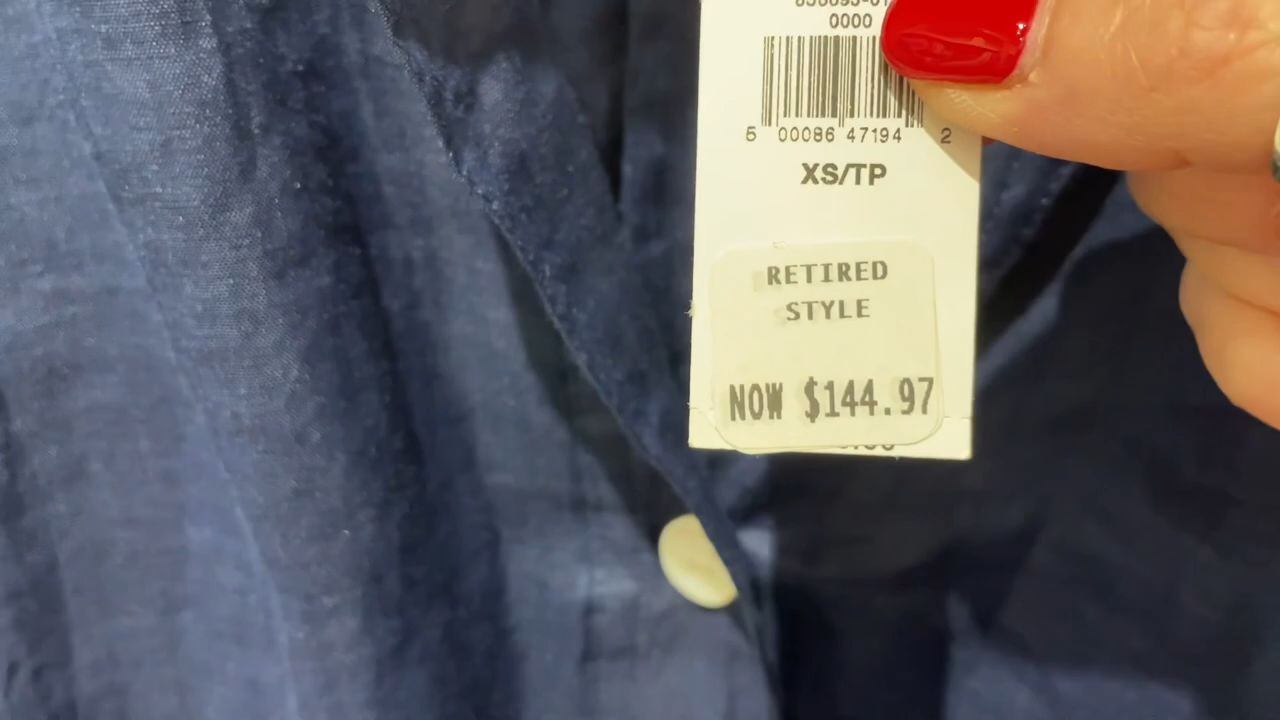 0000
5 00086 47194 2
XS/TP
RETIRED
STYLE
NOW $144.97